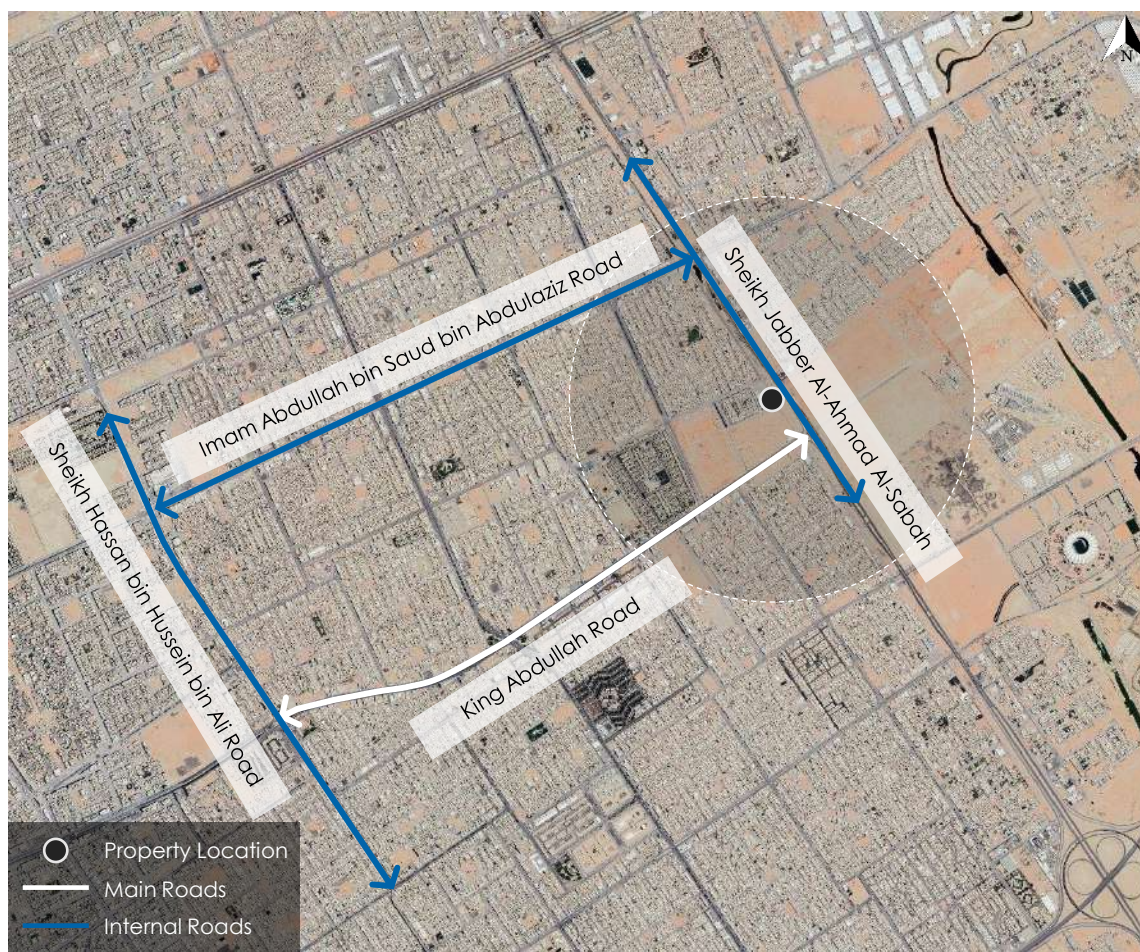 N
Sheikh Jabber Al-Ahmad Al-Sabah
Imam Abdullah bin Saud bin Abdulaziz Road
Sheikh Hassan bin Hussein bin Ali Road
King Abdullah Road
Property Location
Main Roads
Internal Roads